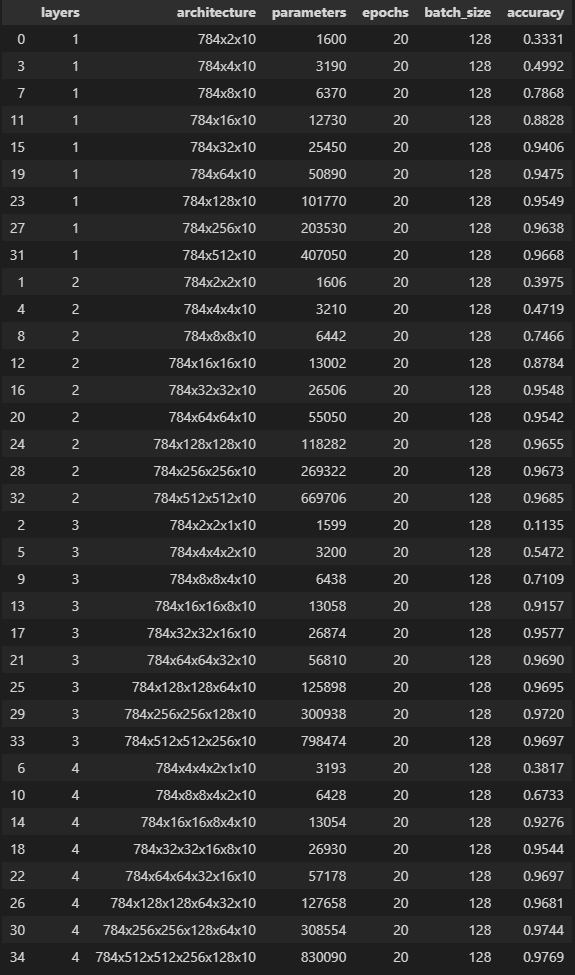 layers architecture parameters epochs batch_size accuracy
0 1 784x2x10 1600 20 128 0.3331
3 1 784x4x10 3190 20 128 0.4992
7 1 784x8x10 6370 20 128 0.7868
11 1 784x16x10 12730 20 128 0.8828
15 1 784x32x10 25450 20 128 0.9406
19 1 784x64x10 50890 20 128 0.9475
23 1 784x128x10 101770 20 128 0.9549
27 1 784x256x10 203530 20 128 0.9638
31 1 784x512x10 407050 20 128 0.9668
1 2 784x2x2x10 1606 20 128 0.3975
4 2 784x4x4x10 3210 20 128 0.4719
8 2 784x8x8x10 6442 20 128 0.7466
12 2 784x16x16x10 13002 20 128 0.8784
16 2 784x32x32x10 26506 20 128 0.9548
20 2 784x64x64x10 55050 20 128 0.9542
24 2 784x128x128x10 118282 20 128 0.9655
28 2 784x256x256x10 269322 20 128 0.9673
32 2 784x512x512x10 669706 20 128 0.9685
2 3 784x2x2x1x10 1599 20 128 0.1135
5 3 784x4x4x2x10 3200 20 128 0.5472
9 3 784x8x8x4x10 6438 20 128 0.7109
13 3 784x16x16x8x10 13058 20 128 0.9157
17 3 784x32x32x16x10 26874 20 128 0.9577
21 3 784x64x64x32x10 56810 20 128 0.9690
25 3 784x128x128x64x10 125898 20 128 0.9695
29 3 784x256x256x128x10 300938 20 128 0.9720
33 3 784x512x512x256x10 798474 20 128 0.9697
6 4 784x4x4x2x1x10 3193 20 128 0.3817
10 4 784x8x8x4x2x10 6428 20 128 0.6733
14 4 784x16x16x8x4x10 13054 20 128 0.9276
18 4 784x32x32x16x8x10 26930 20 128 0.9544
22 4 784x64x64x32x16x10 57178 20 128 0.9697
26 4 784x128x128x64x32x10 127658 20 128 0.9681
30 4 784x256x256x128x64x10 308554 20 128 0.9744
34 4 784x512x512x256x128x10 830090 20 128 0.9769